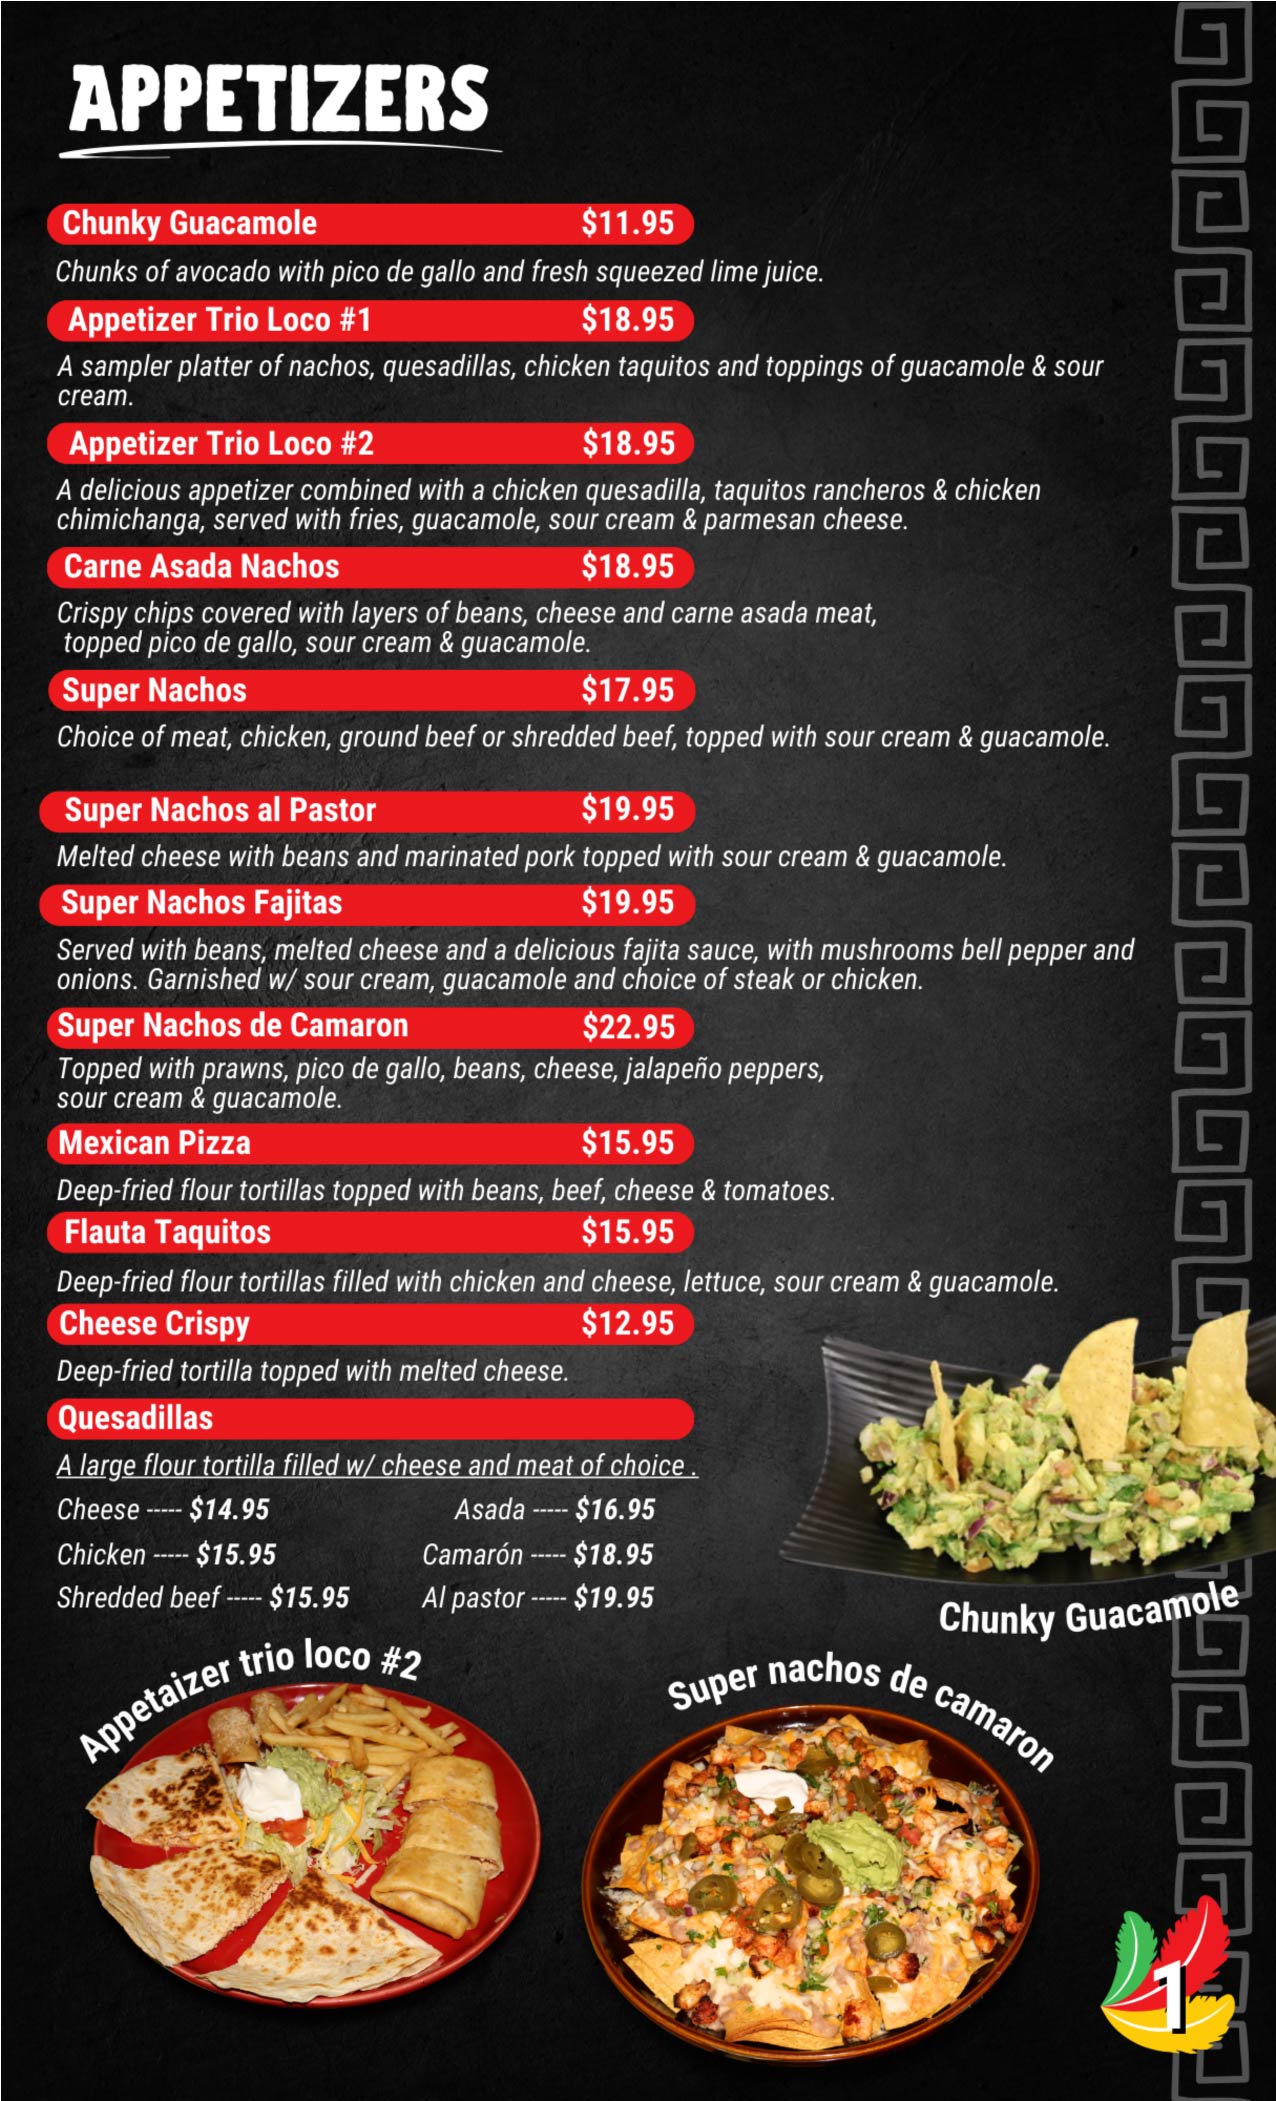 APPETIZERS
Chunky Guacamole $11.95
Chunks of avocado with pico de gallo and fresh squeezed lime juice.
Appetizer Trio Loco #1 $18.95
A sampler platter of nachos, quesadillas, chicken taquitos and toppings of guacamole & sour
cream.
Appetizer Trio Loco #2 $18.95
A delicious appetizer combined with a chicken quesadilla, taquitos rancheros & chicken
chimichanga, served with fries, guacamole, sour cream & parmesan cheese.
Carne Asada Nachos $18.95
Crispy chips covered with layers of beans, cheese and carne asada meat,
topped pico de gallo, sour cream & guacamole.
Super Nachos $17.95
Choice of meat, chicken, ground beef or shredded beef, topped with sour cream & guacamole.
Super Nachos al Pastor $19.95
Melted cheese with beans and marinated pork topped with sour cream & guacamole.
Super Nachos Fajitas $19.95
Served with beans, melted cheese and a delicious fajita sauce, with mushrooms bell pepper and
onions. Garnished w/ sour cream, guacamole and choice of steak or chicken.
Super Nachos de Camaron $22.95
Topped with prawns, pico de gallo, beans, cheese, jalapeño peppers,
sour cream & guacamole.
Mexican Pizza $15.95
Deep-fried flour tortillas topped with beans, beef, cheese & tomatoes.
Flauta Taquitos $15.95
Deep-fried flour tortillas filled with chicken and cheese, lettuce, sour cream & guacamole.
Cheese Crispy $12.95
Deep-fried tortilla topped with melted cheese.
Quesadillas
A large flour tortilla filled w/ cheese and meat of choice .
Cheese ----- $14.95 Asada ----- $16.95
Chicken ----- $15.95 Camarón ----- $18.95
Shredded beef ----- $15.95 Al pastor ----- $19.95
Chunky Guacamole
Appetaizer trio loco #2
Super nachos de camaron
1